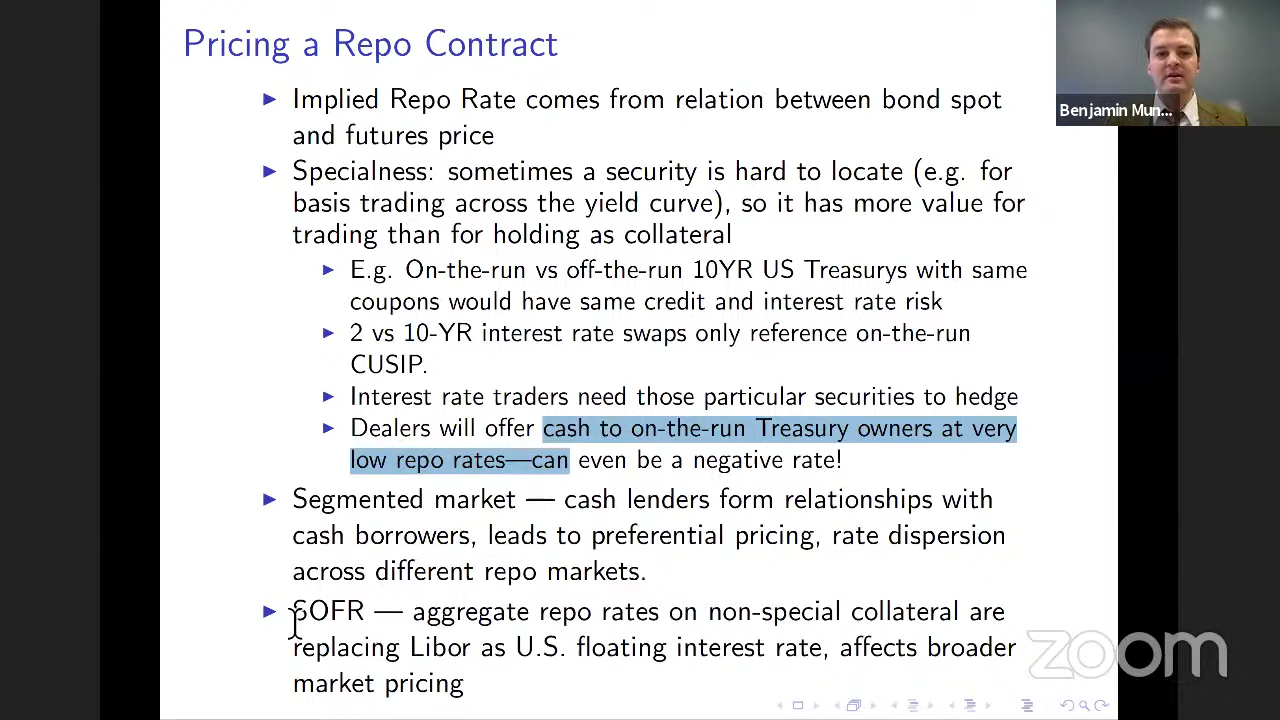 Pricing a Repo Contract
Implied Repo Rate comes from relation between bond spot
and futures price
Specialness: sometimes a security is hard to locate (e.g. for
basis trading across the yield curve), so it has more value for
trading than for holding as collateral
E.g. On-the-run vs off-the-run 10YR US Treasurys with same
coupons would have same credit and interest rate risk
2 vs 10-YR interest rate swaps only reference on-the-run
CUSIP.
Interest rate traders need those particular securities to hedge
Dealers will offer cash to on-the-run Treasury owners at very
low repo rates—can even be a negative rate!
Segmented market — cash lenders form relationships with
cash borrowers, leads to preferential pricing, rate dispersion
across different repo markets.
SOFR — aggregate repo rates on non-special collateral are
replacing Libor as U.S. floating interest rate, affects broader
market pricing
Benjamin Mun...
zoom